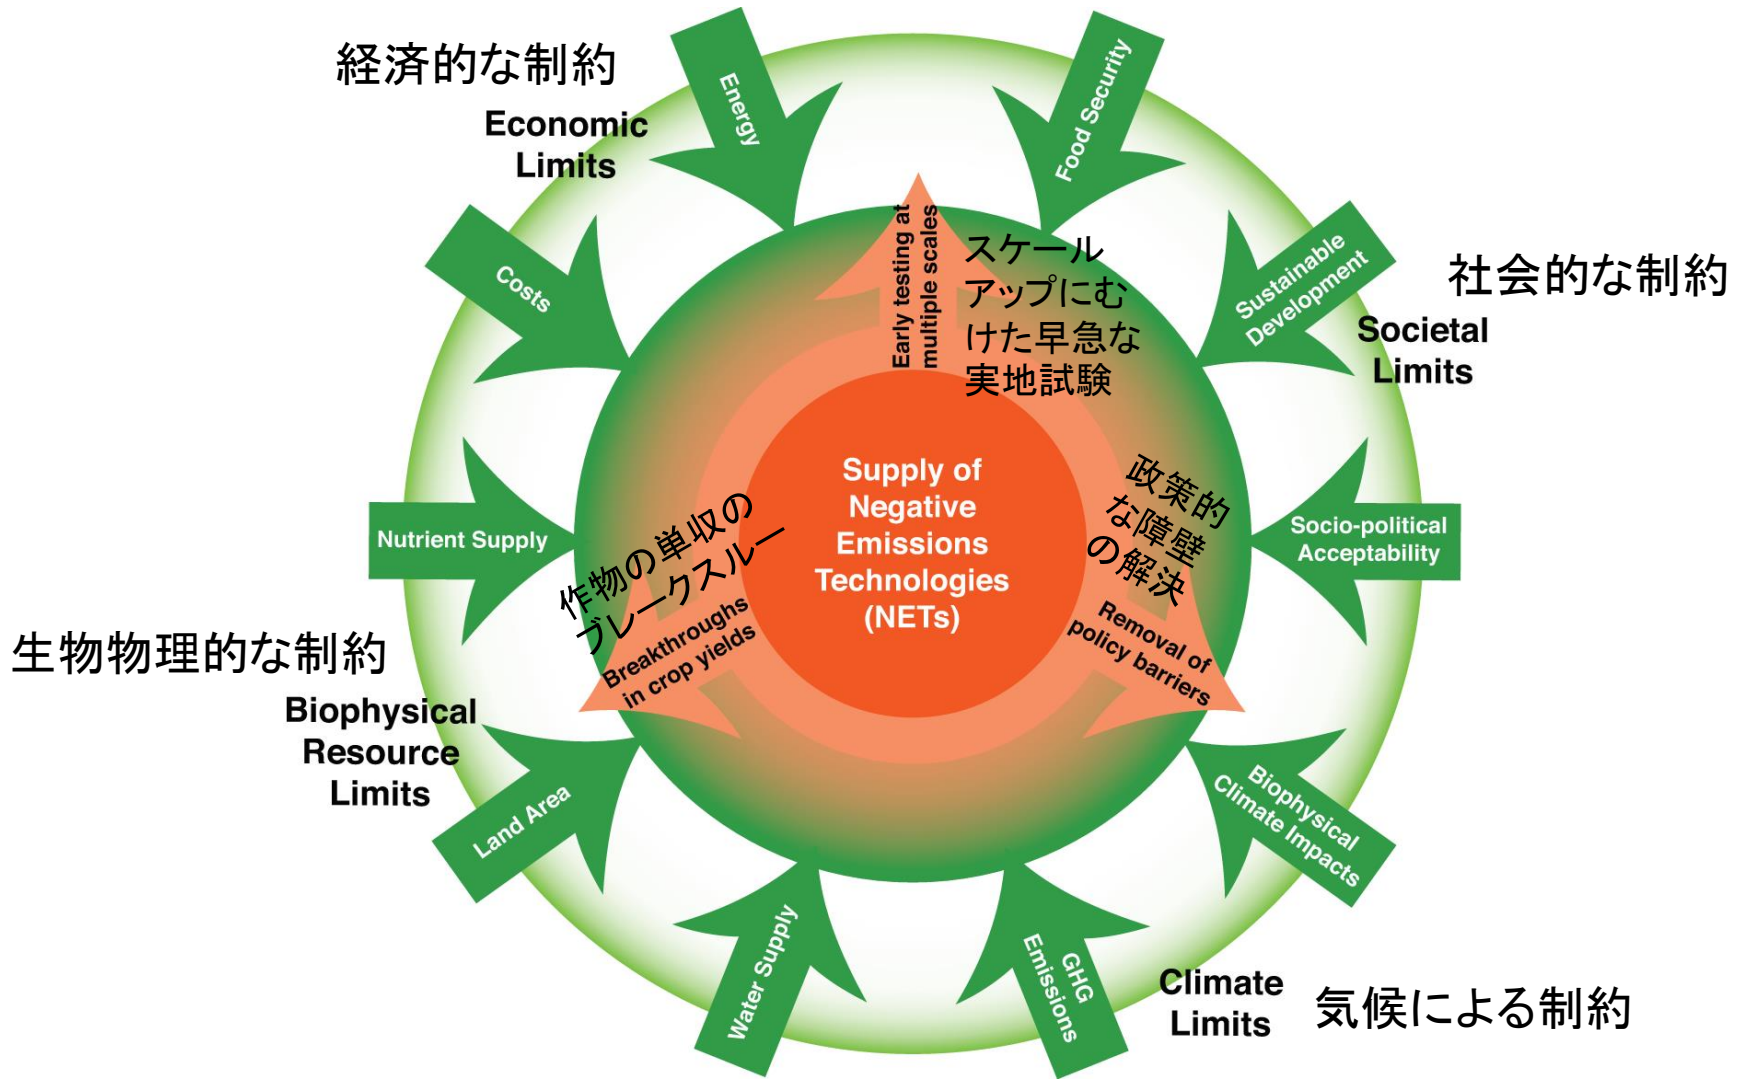 経済的な制約
Economic
Limits
Energy
Food Security
Costs
Early testing at
multiple scales
スケール
アップにむ
けた早急な
実地試験
Sustainable
Development
社会的な制約
Societal
Limits
Nutrient Supply
作物の単収の
ブレークスルー
Breakthroughs
in crop yields
Supply of
Negative
Emissions
Technologies
(NETs)
政策的
な障壁
の解決
Removal of
policy barriers
Socio-political
Acceptability
生物物理的な制約
Biophysical
Resource
Limits
Land Area
Biophysical
Climate Impacts
Water Supply
GHG
Emissions
Climate
Limits
気候による制約